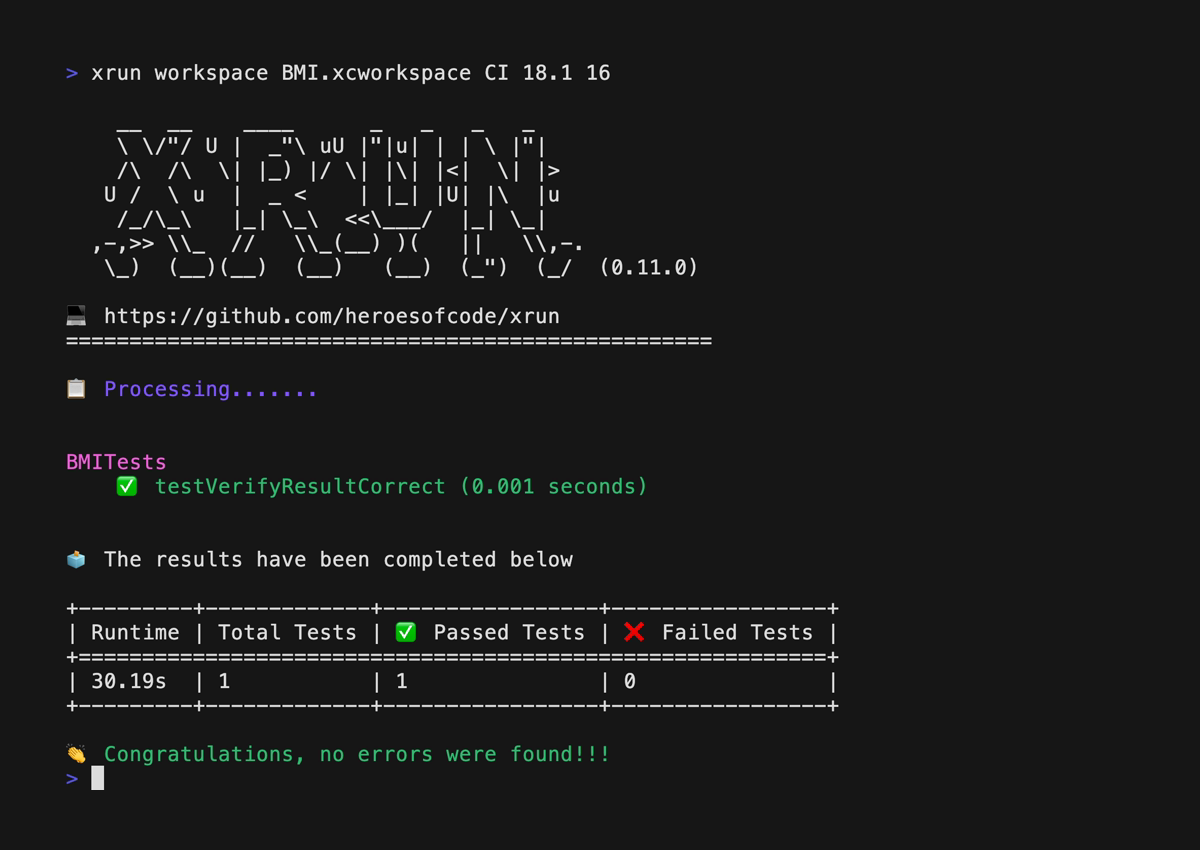 > xrun workspace BMI.xcworkspace CI 18.1 16
    __  __    ____      _   _   _   _
    \ \/"/ U |  _"\ uU |"|u| | | \ |"|
    /\  /\  \| |_) |/ \| |\| |<|  \| |>
   U /  \ u  |  _ <    | |_| |U| |\  |u
    /_/\_\   |_| \_\  <<\___/  |_| \_|
  ,-,>> \\_  //   \\_(__) )(   ||   \\,-.
   \_)  (__)(__)  (__)   (__)  (_")  (_/  (0.11.0)
💻 https://github.com/heroesofcode/xrun
===================================================
📋 Processing.......
BMITests
    ✅ testVerifyResultCorrect (0.001 seconds)
🗳 The results have been completed below
+---------+-------------+-----------------+-----------------+
| Runtime | Total Tests | ✅ Passed Tests | ❌ Failed Tests |
+===========================================================+
| 30.19s  | 1           | 1               | 0               |
+---------+-------------+-----------------+-----------------+
👏 Congratulations, no errors were found!!!
>